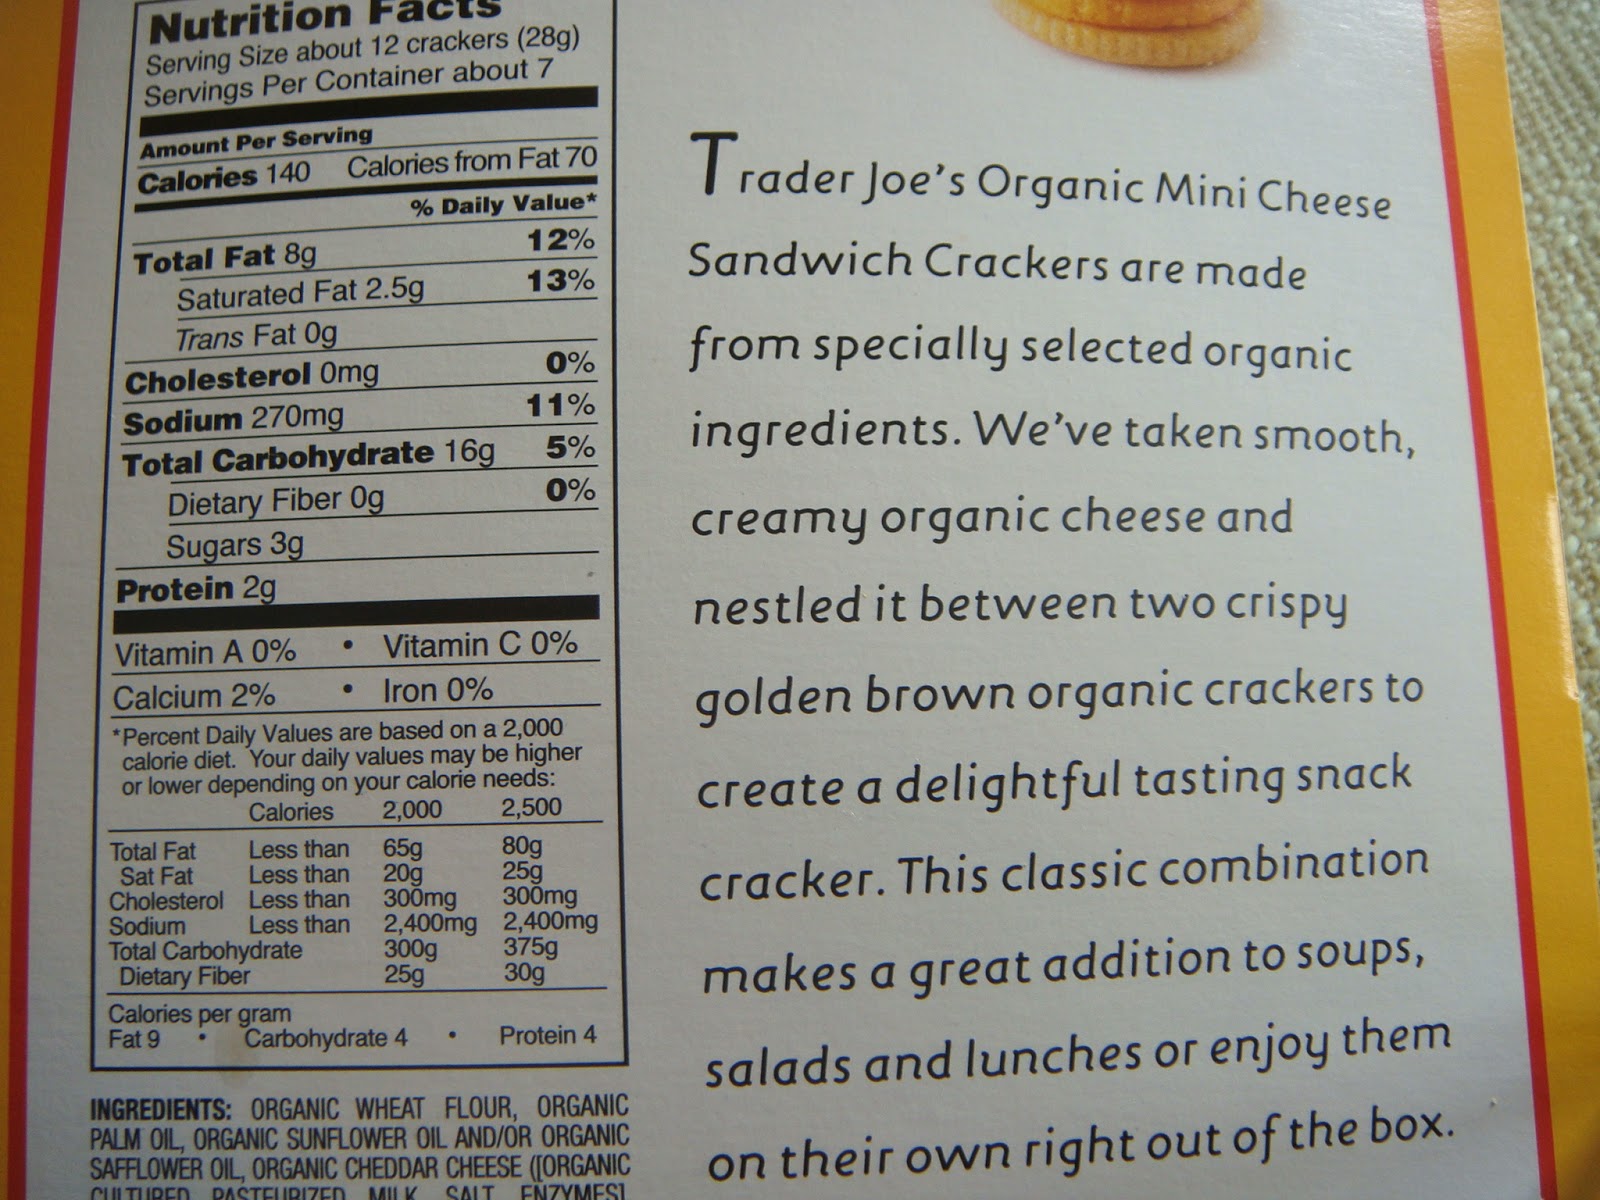 Nutrition Facts
Serving Size about 12 crackers (28g)
Servings Per Container about 7
Amount Per Serving
Calories 140 Calories from Fat 70
% Daily Value*
Total Fat 8g 12%
Saturated Fat 2.5g 13%
Trans Fat 0g
Cholesterol 0mg 0%
Sodium 270mg 11%
Total Carbohydrate 16g 5%
Dietary Fiber 0g 0%
Sugars 3g
Protein 2g
Vitamin A 0% • Vitamin C 0%
Calcium 2% • Iron 0%
*Percent Daily Values are based on a 2,000
calorie diet. Your daily values may be higher
or lower depending on your calorie needs:
Calories 2,000 2,500
Total Fat Less than 65g 80g
Sat Fat Less than 20g 25g
Cholesterol Less than 300mg 300mg
Sodium Less than 2,400mg 2,400mg
Total Carbohydrate 300g 375g
Dietary Fiber 25g 30g
Calories per gram
Fat 9 • Carbohydrate 4 • Protein 4
INGREDIENTS: ORGANIC WHEAT FLOUR, ORGANIC
PALM OIL, ORGANIC SUNFLOWER OIL AND/OR ORGANIC
SAFFLOWER OIL, ORGANIC CHEDDAR CHEESE ([ORGANIC
CULTURED PASTEURIZED MILK, SALT, ENZYMES]
Trader Joe's Organic Mini Cheese
Sandwich Crackers are made
from specially selected organic
ingredients. We've taken smooth,
creamy organic cheese and
nestled it between two crispy
golden brown organic crackers to
create a delightful tasting snack
cracker. This classic combination
makes a great addition to soups,
salads and lunches or enjoy them
on their own right out of the box.